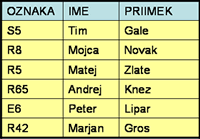 OZNAKA IME PRIIMEK
S5 Tim Gale
R8 Mojca Novak
R5 Matej Zlate
R65 Andrej Knez
E6 Peter Lipar
R42 Marjan Gros